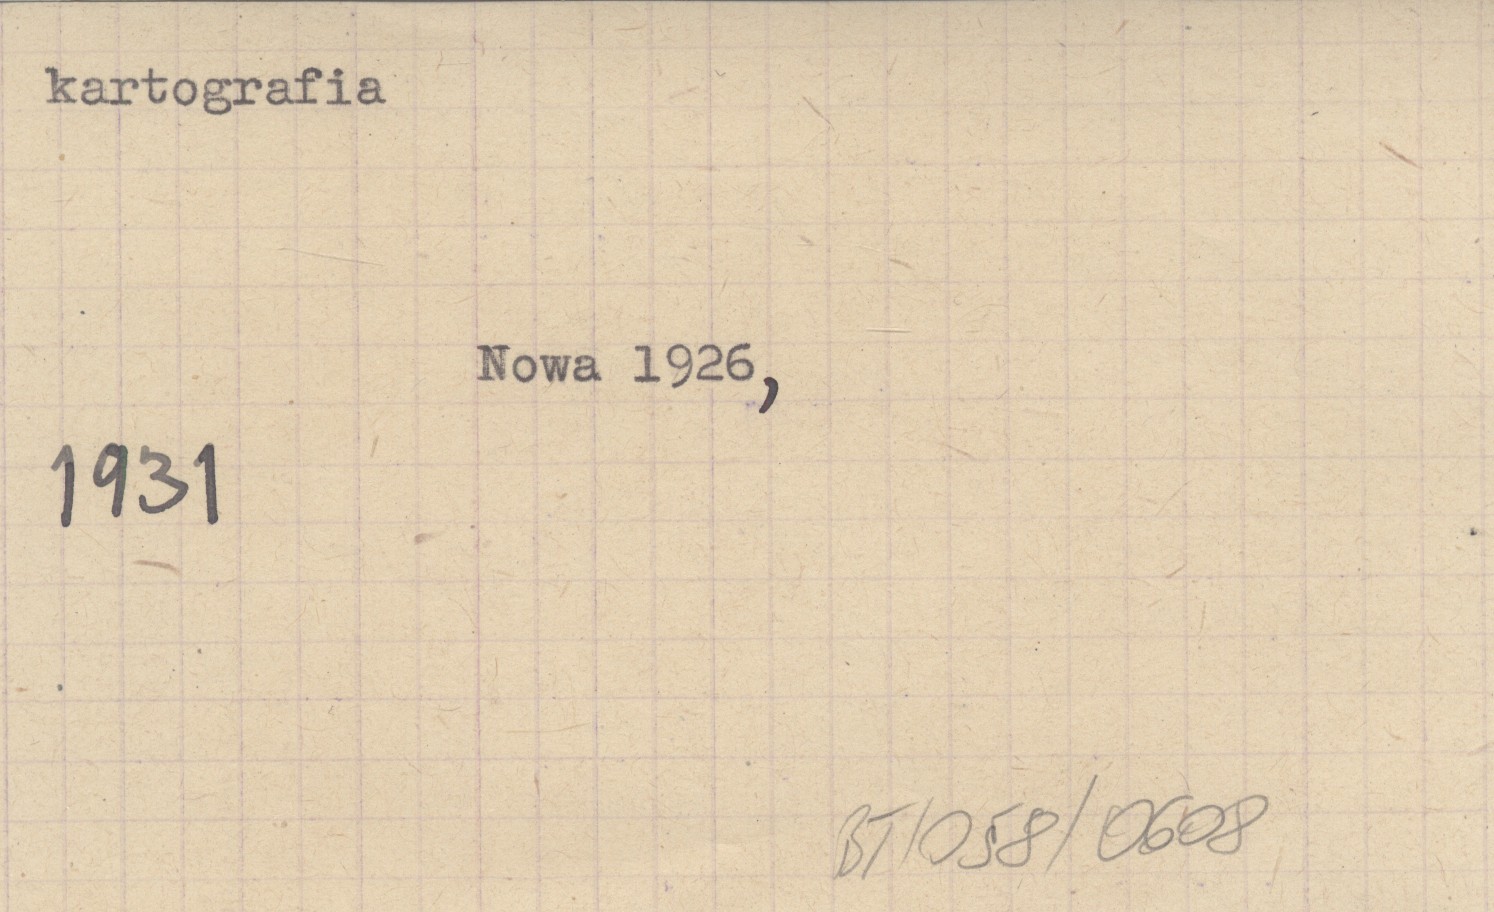 kartografia
Nowa 1926,
1931
BT/058/0608